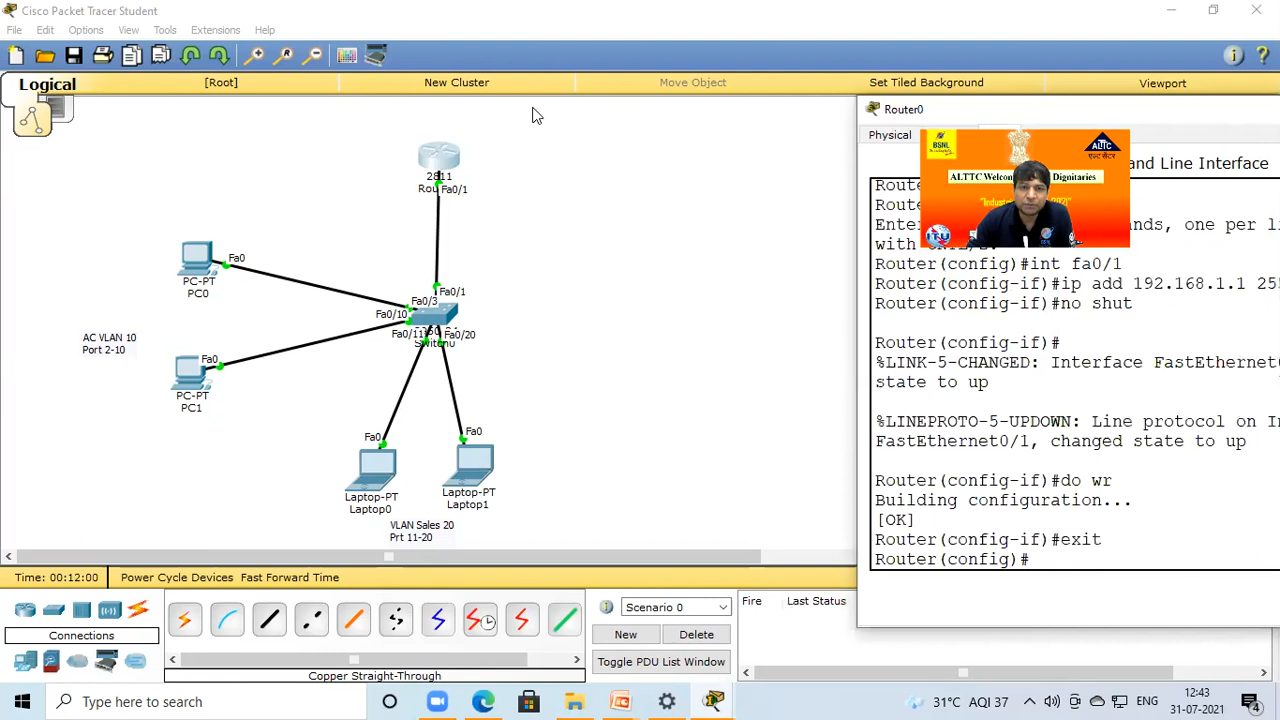 Cisco Packet Tracer Student
File Edit Options View Tools Extensions Help
Logical [Root] New Cluster Move Object Set Tiled Background Viewport
2811
Fa0/1
Fa0
PC-PT
PC0
Fa0/1
Fa0/3
Fa0/10
Fa0/20
AC VLAN 10
Port 2-10
Fa0
PC-PT
PC1
Fa0
Fa0
Laptop-PT
Laptop0
Laptop-PT
Laptop1
VLAN Sales 20
Prt 11-20
Router0
Physical
and Line Interface
BSNL
ALTTC
एल्ट सेंटर
ALTTC Dignitaries
ITU
Enter ands, one per
with
Router(config)#int fa0/1
Router(config-if)#ip add 192.168.1.1
Router(config-if)#no shut
Router(config-if)#
%LINK-5-CHANGED: Interface
state to up
%LINEPROTO-5-UPDOWN: Line protocol on
FastEthernet0/1, changed state to up
Router(config-if)#do wr
Building configuration...
[OK]
Router(config-if)#exit
Router(config)#
Time: 00:12:00 Power Cycle Devices Fast Forward Time
Connections
Copper Straight-Through
Scenario 0
New Delete
Toggle PDU List Window
Fire Last Status
Type here to search
31°C AQI 37
ENG
12:43
31-07-2021
4